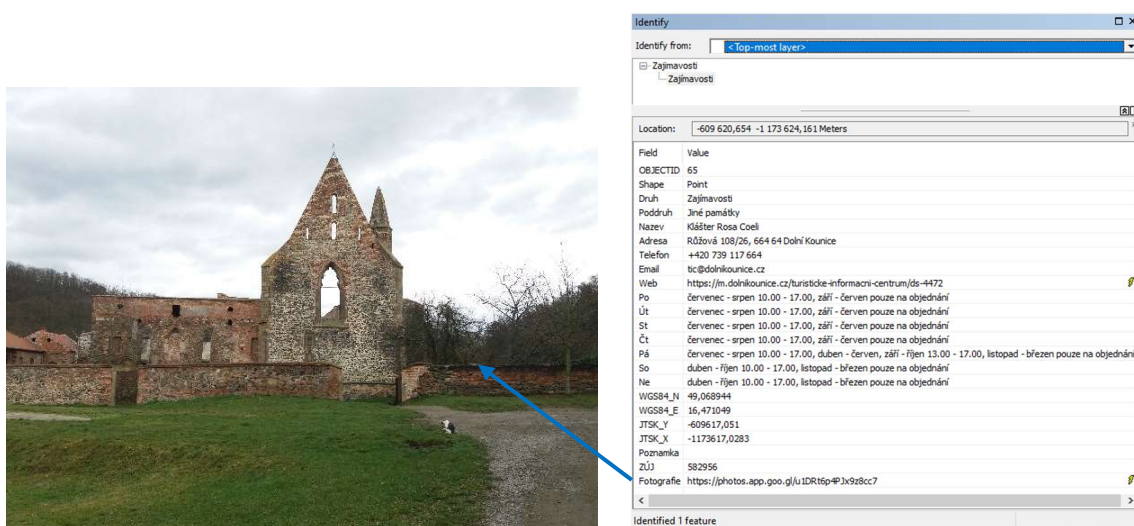 Identify
Identify from: <Top-most layer>
Zajimavosti
Zajímavosti
Location: -609 620,654 -1 173 624,161 Meters
Field Value
OBJECTID 65
Shape Point
Druh Zajímavosti
Poddruh Jiné památky
Nazev Klášter Rosa Coeli
Adresa Růžová 108/26, 664 64 Dolní Kounice
Telefon +420 739 117 664
Email tic@dolnikounice.cz
Web https://m.dolnikounice.cz/turisticke-informacni-centrum/ds-4472
Po červenec - srpen 10.00 - 17.00, září - červen pouze na objednání
Út červenec - srpen 10.00 - 17.00, září - červen pouze na objednání
St červenec - srpen 10.00 - 17.00, září - červen pouze na objednání
Čt červenec - srpen 10.00 - 17.00, září - červen pouze na objednání
Pá červenec - srpen 10.00 - 17.00, duben - červen, září - říjen 13.00 - 17.00, listopad - březen pouze na objednání
So duben - říjen 10.00 - 17.00, listopad - březen pouze na objednání
Ne duben - říjen 10.00 - 17.00, listopad - březen pouze na objednání
WGS84_N 49,068944
WGS84_E 16,471049
JTSK_Y -609617,051
JTSK_X -1173617,0283
Poznamka
ZÚJ 582956
Fotografie https://photos.app.goo.gl/u1DRt6p4PJx9z8cc7
Identified 1 feature